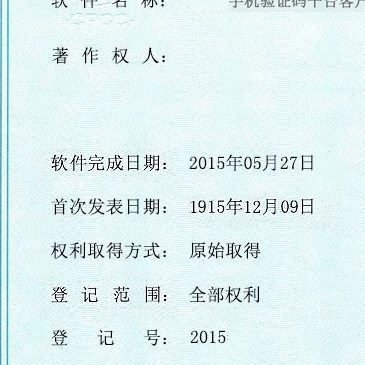 软件名称： 手机验证码平台客户
著作权人：
软件完成日期： 2015年05月27日
首次发表日期： 1915年12月09日
权利取得方式： 原始取得
登记范围： 全部权利
登记号： 2015